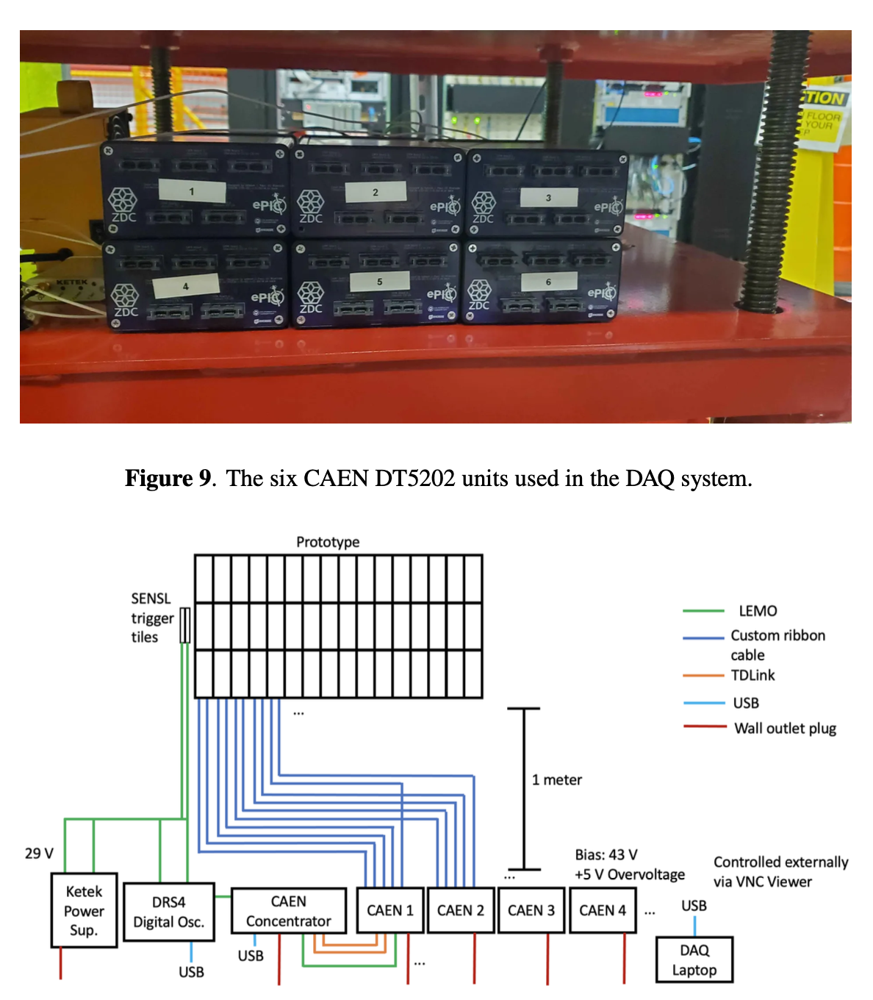 CTION
FLOOR
YOUR
1
2
3
ePIC
ePIC
ePIC
ZDC
ZDC
ZDC
KETEK
4
5
6
ePIC
ePIC
ePIC
ZDC
ZDC
ZDC
Figure 9. The six CAEN DT5202 units used in the DAQ system.
Prototype
SENSL
trigger
tiles
LEMO
Custom ribbon
cable
TDLink
USB
Wall outlet plug
...
1 meter
29 V
...
Bias: 43 V
+5 V Overvoltage
Controlled externally
via VNC Viewer
Ketek
Power
Sup.
DRS4
Digital Osc.
CAEN
Concentrator
CAEN 1
CAEN 2
CAEN 3
CAEN 4
...
USB
DAQ
Laptop
USB
USB
...